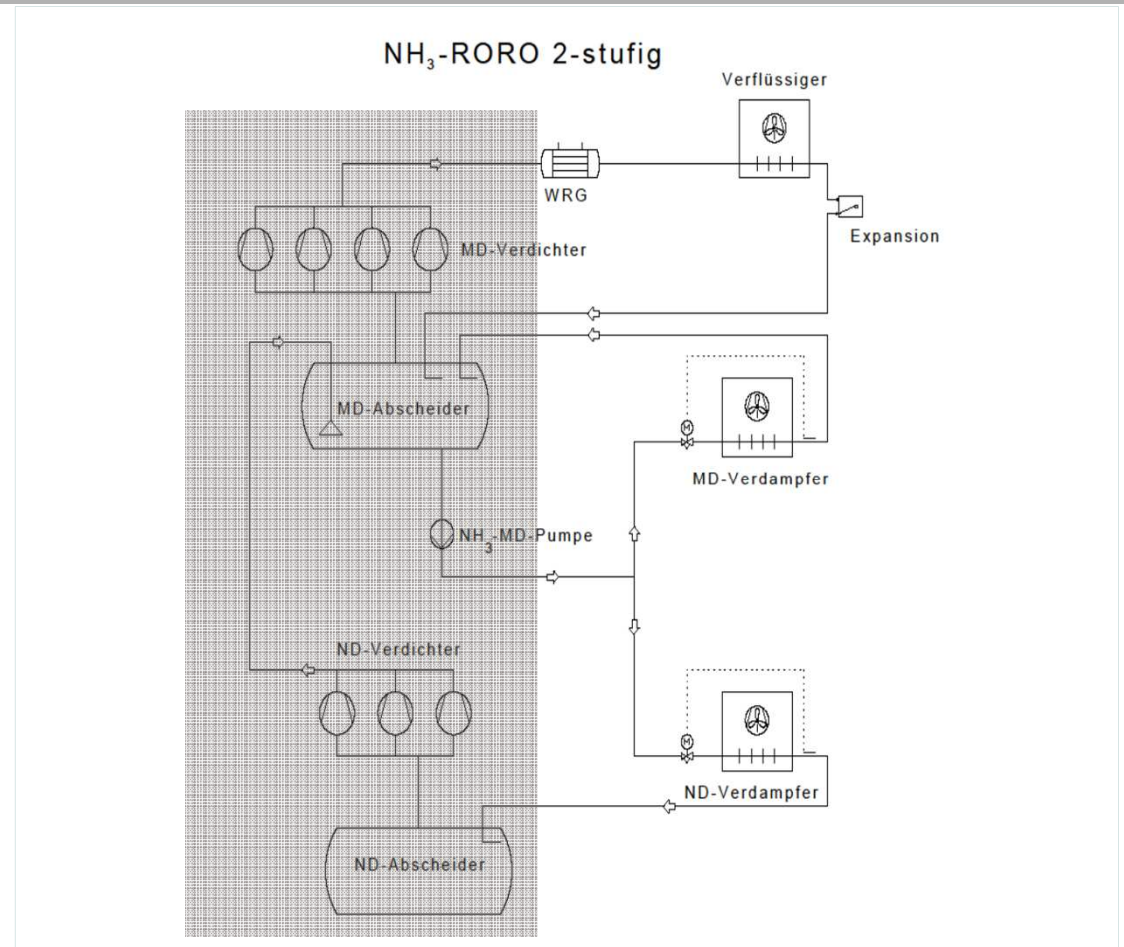 NH3-RORO 2-stufig
Verflüssiger
WRG
Expansion
MD-Verdichter
MD-Abscheider
M
MD-Verdampfer
NH3-MD-Pumpe
ND-Verdichter
M
ND-Verdampfer
ND-Abscheider